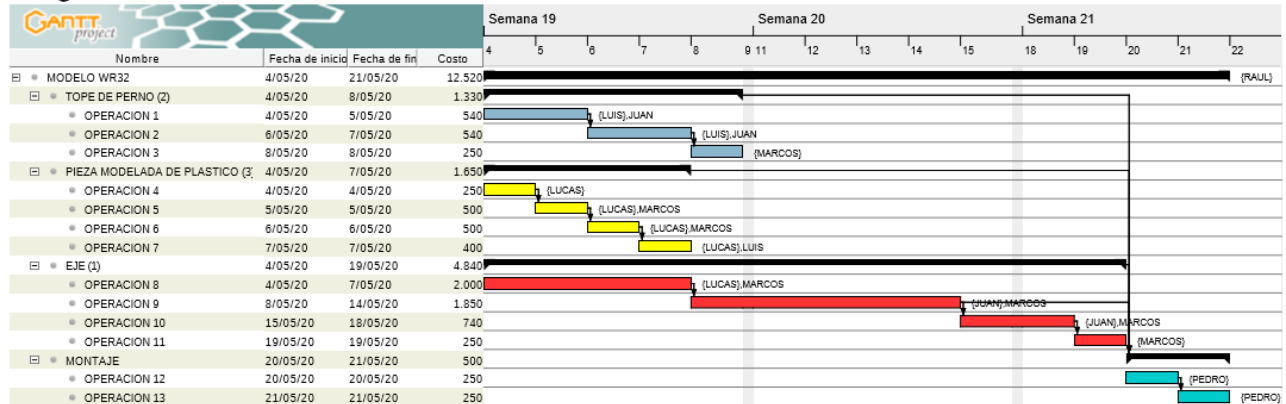 GANTT project
Semana 19 Semana 20 Semana 21
4 5 6 7 8 9 11 12 13 14 15 18 19 20 21 22
Nombre Fecha de inicio Fecha de fin Costo
MODELO WR32 4/05/20 21/05/20 12.520 {RAUL}
TOPE DE PERNO (2) 4/05/20 8/05/20 1.330
OPERACION 1 4/05/20 5/05/20 540 {LUIS},JUAN
OPERACION 2 6/05/20 7/05/20 540 {LUIS},JUAN
OPERACION 3 8/05/20 8/05/20 250 {MARCOS}
PIEZA MODELADA DE PLASTICO (3) 4/05/20 7/05/20 1.650
OPERACION 4 4/05/20 4/05/20 250 {LUCAS}
OPERACION 5 5/05/20 5/05/20 500 {LUCAS},MARCOS
OPERACION 6 6/05/20 6/05/20 500 {LUCAS},MARCOS
OPERACION 7 7/05/20 7/05/20 400 {LUCAS},LUIS
EJE (1) 4/05/20 19/05/20 4.840
OPERACION 8 4/05/20 7/05/20 2.000 {LUCAS},MARCOS
OPERACION 9 8/05/20 14/05/20 1.850 {JUAN},MARCOS
OPERACION 10 15/05/20 18/05/20 740 {JUAN},MARCOS
OPERACION 11 19/05/20 19/05/20 250 {MARCOS}
MONTAJE 20/05/20 21/05/20 500
OPERACION 12 20/05/20 20/05/20 250 {PEDRO}
OPERACION 13 21/05/20 21/05/20 250 {PEDRO}